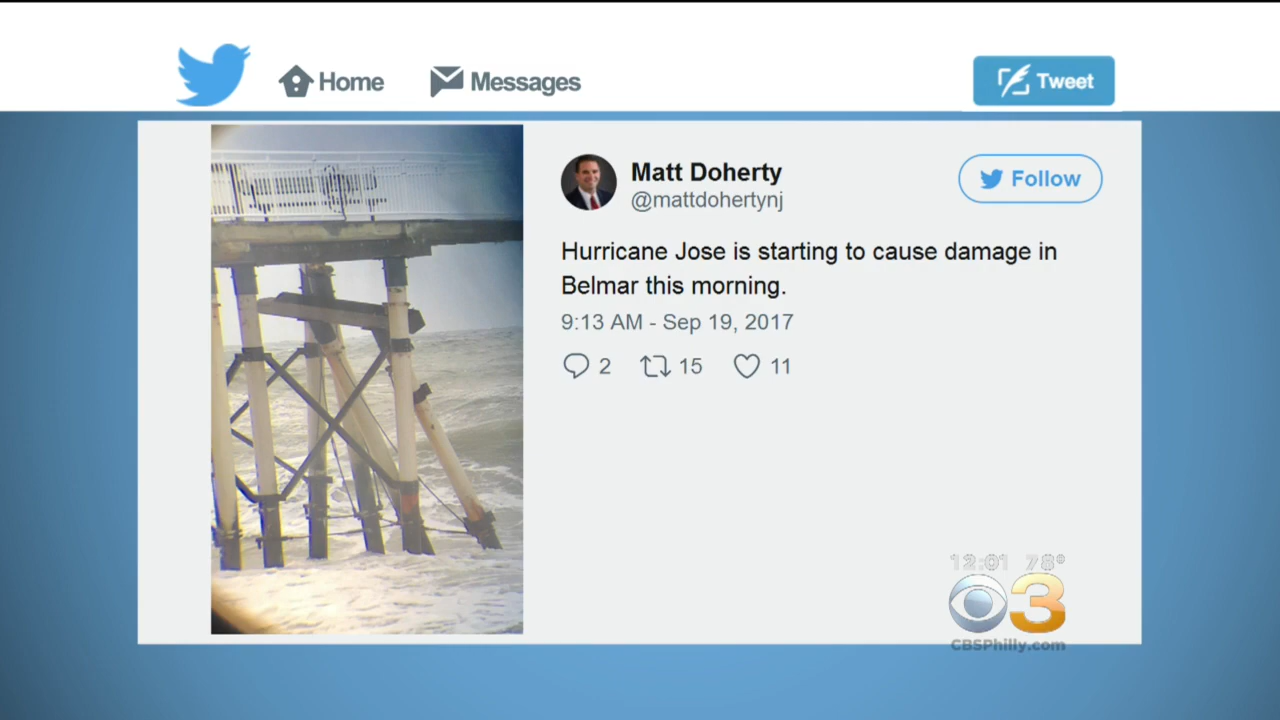 Home
Messages
Tweet
Matt Doherty
@mattdohertynj
Follow
Hurricane Jose is starting to cause damage in
Belmar this morning.
9:13 AM - Sep 19, 2017
2
15
11
12:01 78°
3
CBSPhilly.com